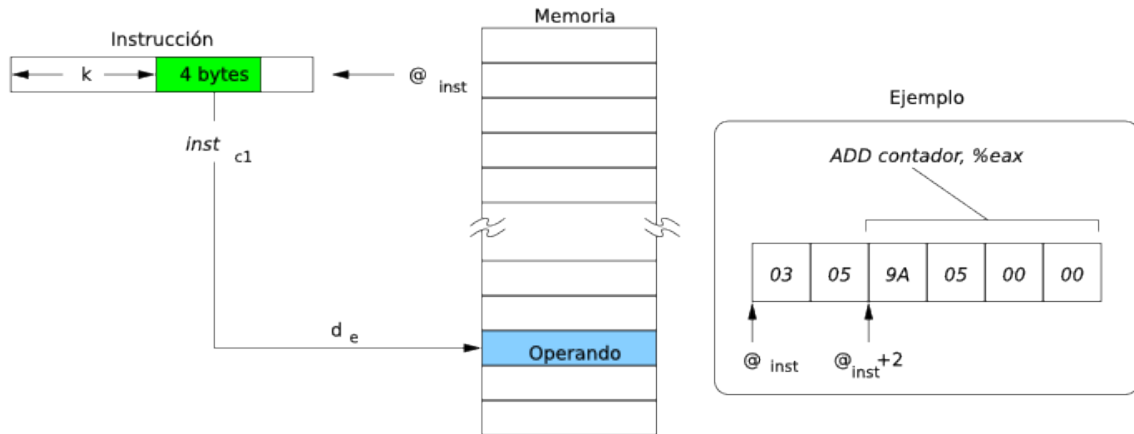 Memoria
Instrucción
k
4 bytes
@ inst
inst c1
d e
Operando
Ejemplo
ADD contador, %eax
03 05 9A 05 00 00
@ inst
@inst+2